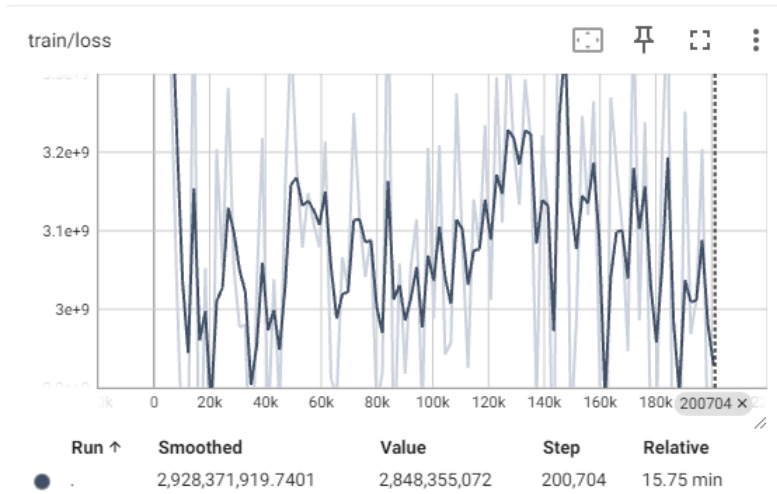 train/loss
3.2e+9
3.1e+9
3e+9
0 20k 40k 60k 80k 100k 120k 140k 160k 180k 200704 ×
Run ↑ Smoothed Value Step Relative
. 2,928,371,919.7401 2,848,355,072 200,704 15.75 min